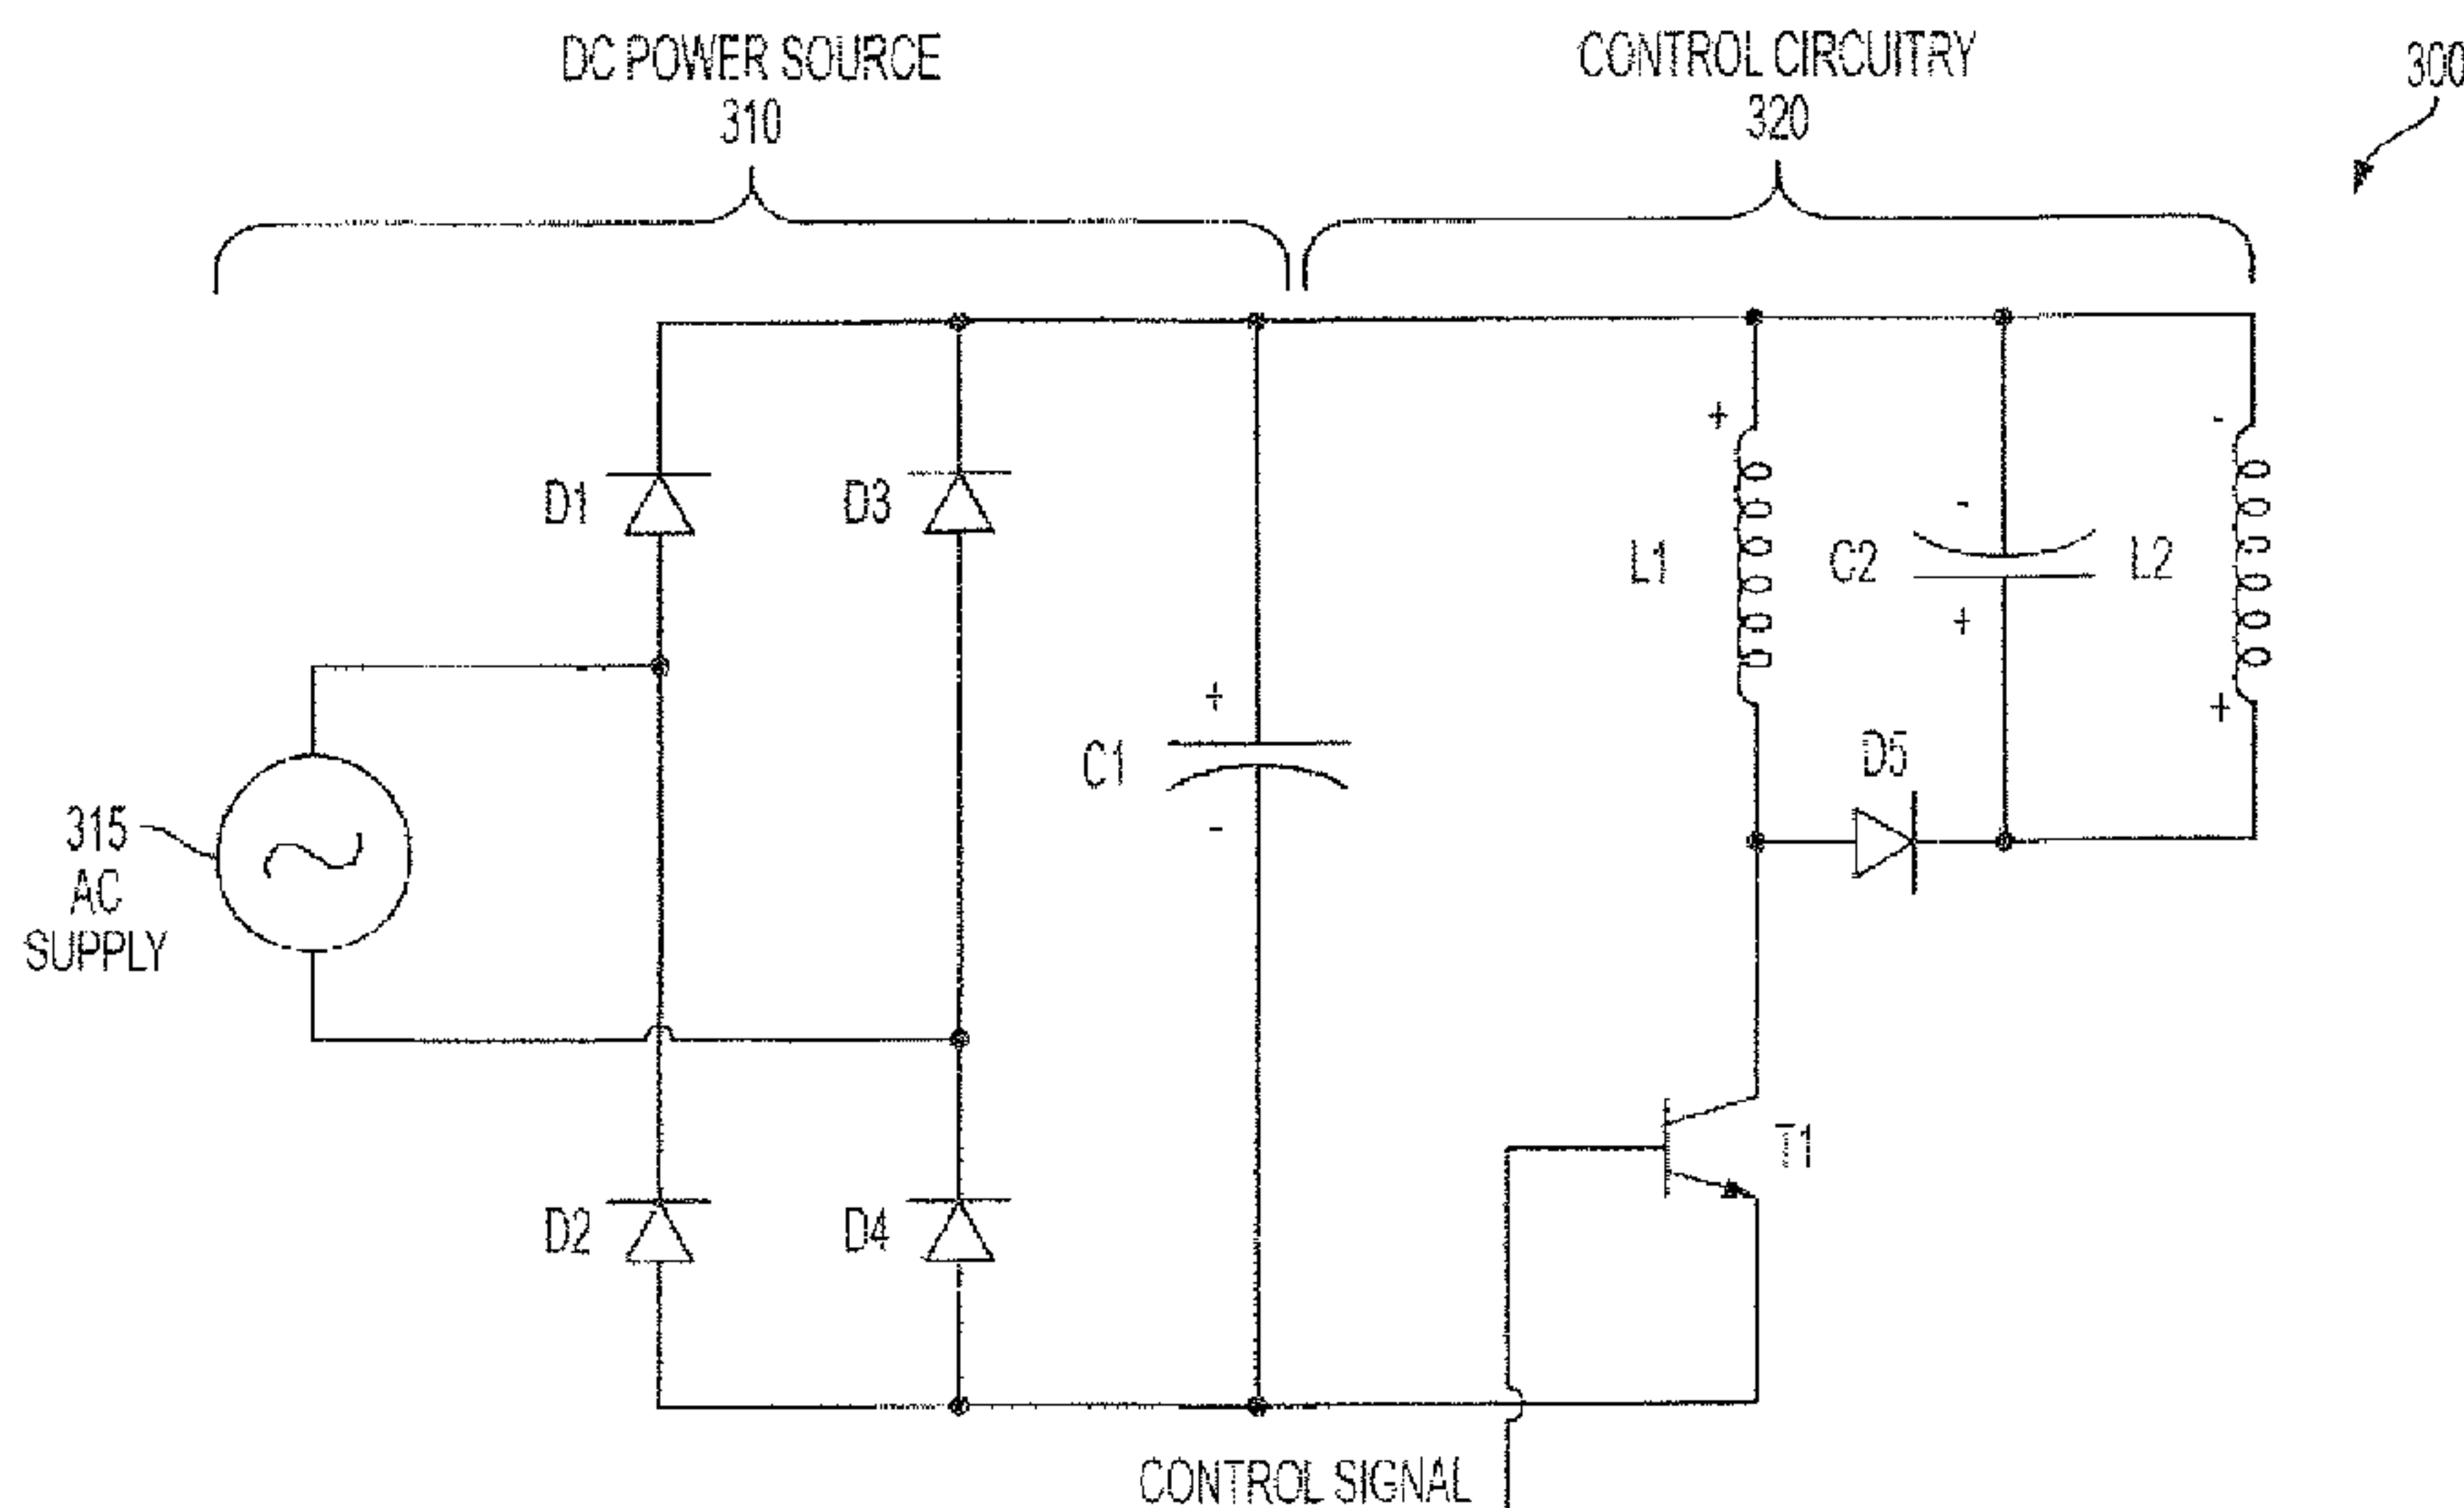 DC POWER SOURCE
310
CONTROL CIRCUITRY
320
300
D1
D3
+
-
L1
-
C2
+
L2
+
+
C1
-
D5
315
AC
SUPPLY
T1
D2
D4
CONTROL SIGNAL